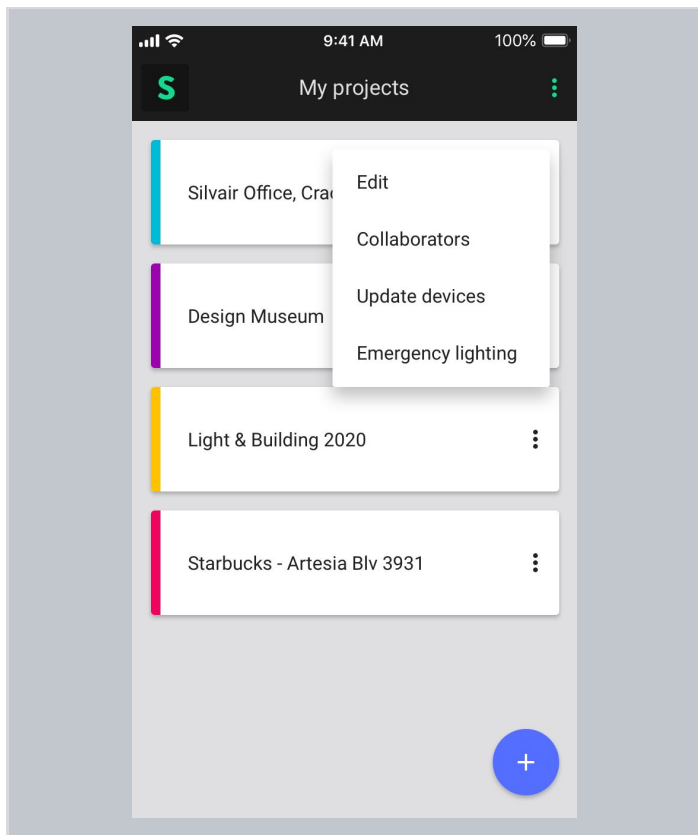 9:41 AM
100%
S
My projects
Silvair Office,
Edit
Collaborators
Design Museum
Update devices
Emergency lighting
Light & Building 2020
Starbucks - Artesia Blv 3931
+